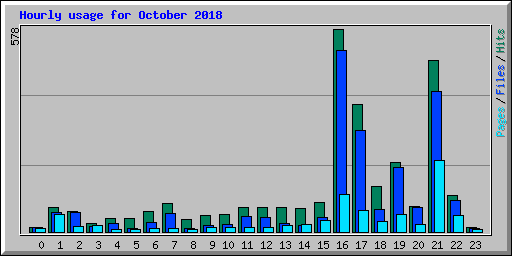 Hourly usage for October 2018
578
Pages/Files/Hits
0 1 2 3 4 5 6 7 8 9 10 11 12 13 14 15 16 17 18 19 20 21 22 23